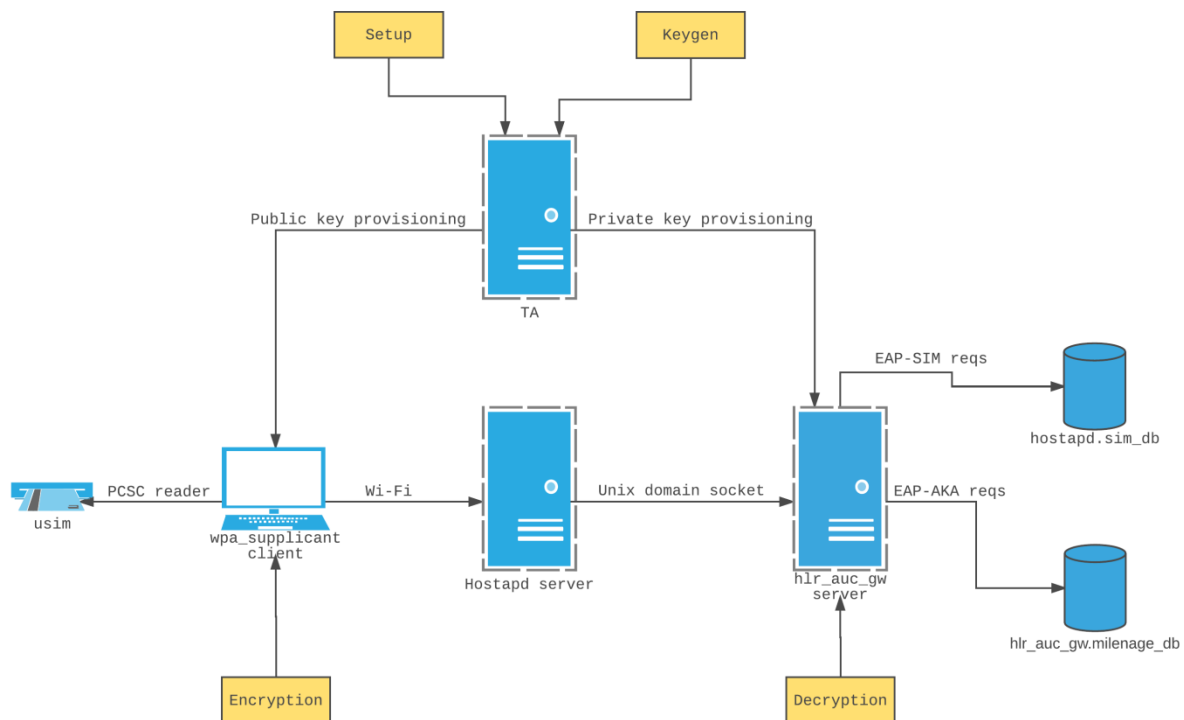 Setup
Keygen
Public key provisioning
Private key provisioning
TA
EAP-SIM reqs
hostapd.sim_db
PCSC reader
Wi-Fi
Unix domain socket
EAP-AKA reqs
usim
wpa_supplicant
client
Hostapd server
hlr_auc_gw
server
hlr_auc_gw.milenage_db
Encryption
Decryption